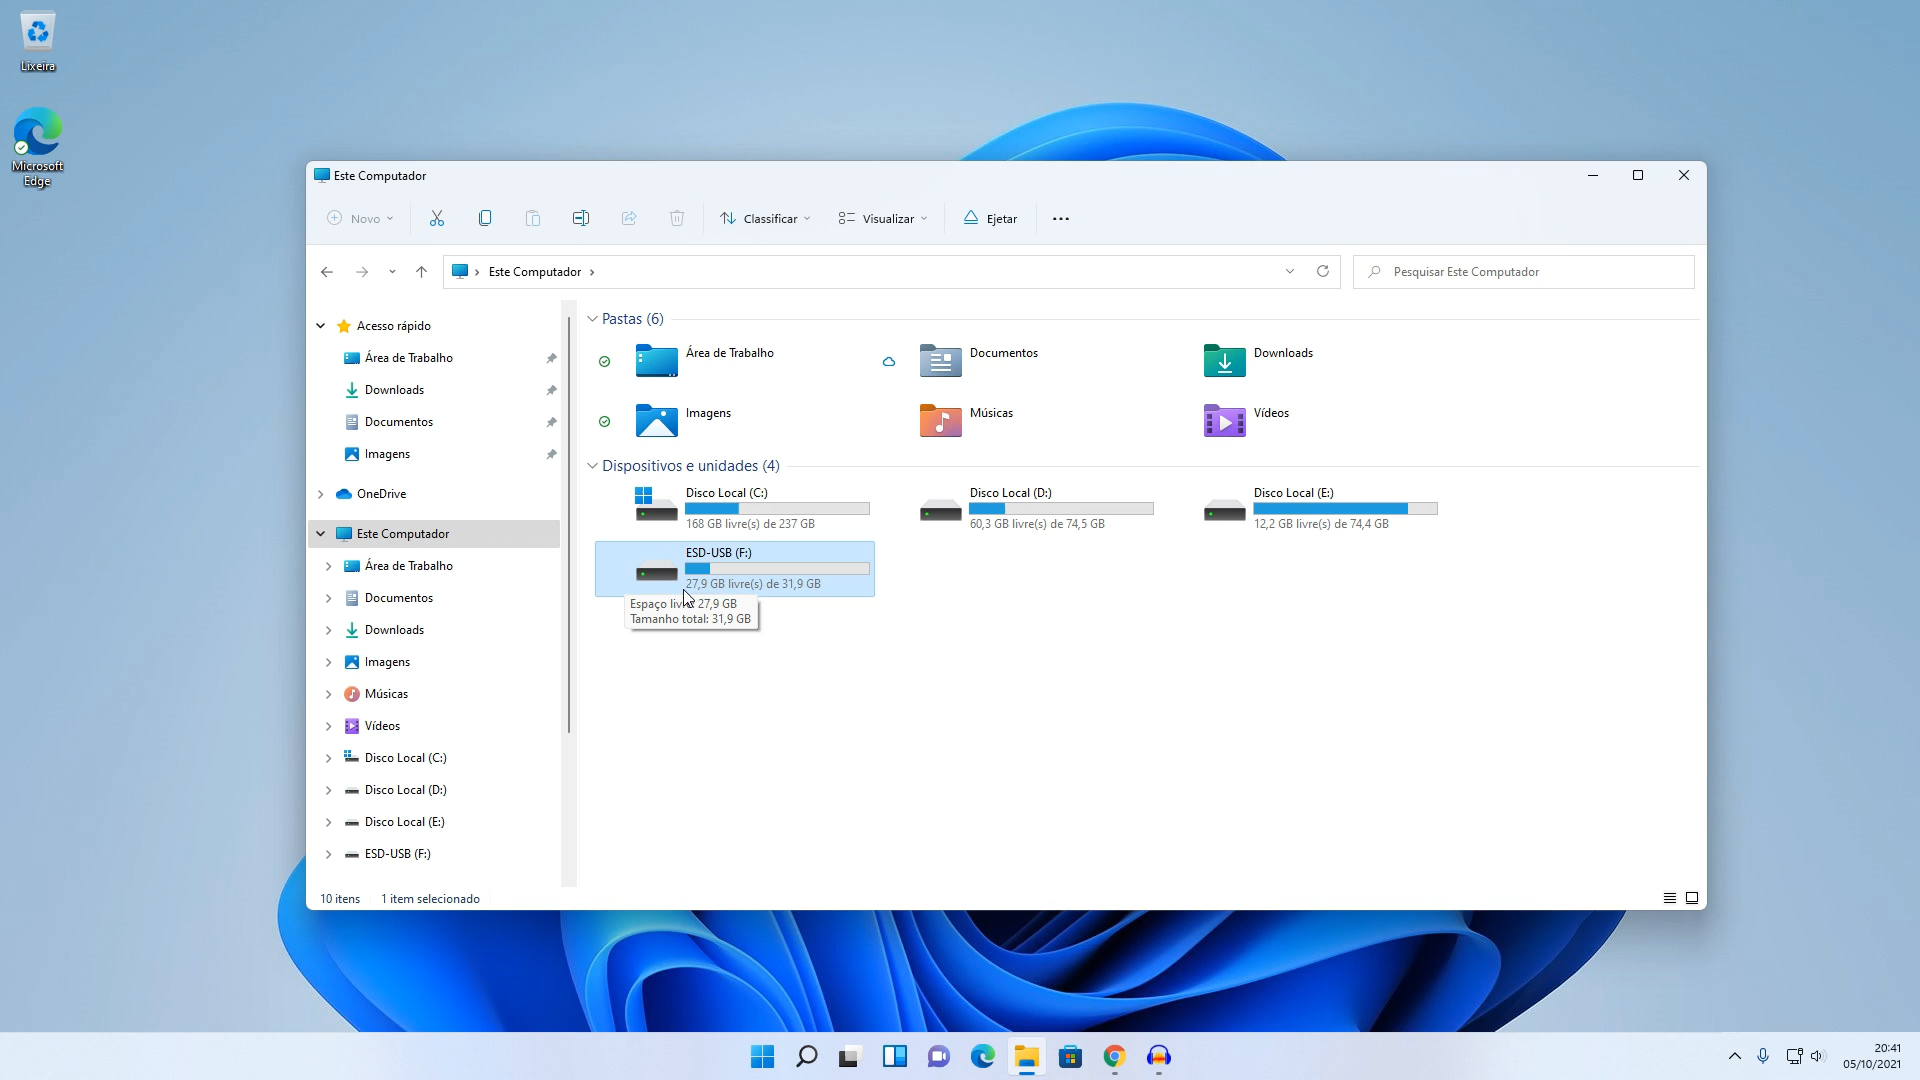 Lixeira
Microsoft
Edge
Este Computador
Novo
Classificar
Visualizar
Ejetar
Este Computador
Pesquisar Este Computador
Acesso rápido
Área de Trabalho
Downloads
Documentos
Imagens
OneDrive
Este Computador
Área de Trabalho
Documentos
Downloads
Imagens
Músicas
Vídeos
Disco Local (C:)
Disco Local (D:)
Disco Local (E:)
ESD-USB (F:)
Pastas (6)
Área de Trabalho
Documentos
Downloads
Imagens
Músicas
Vídeos
Dispositivos e unidades (4)
Disco Local (C:)
168 GB livre(s) de 237 GB
Disco Local (D:)
60,3 GB livre(s) de 74,5 GB
Disco Local (E:)
12,2 GB livre(s) de 74,4 GB
ESD-USB (F:)
27,9 GB livre(s) de 31,9 GB
Espaço 27,9 GB
Tamanho total: 31,9 GB
10 itens 1 item selecionado
20:41
05/10/2021